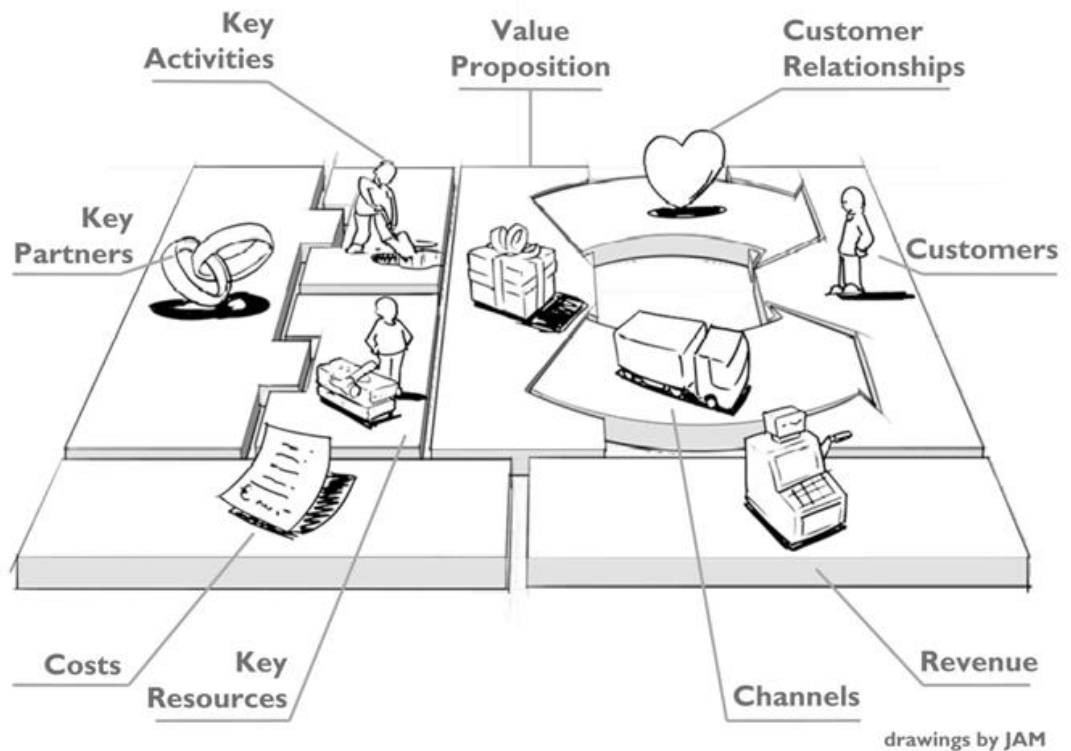 Key
Activities
Value
Proposition
Customer
Relationships
Key
Partners
Customers
Costs
Key
Resources
Channels
Revenue
drawings by JAM